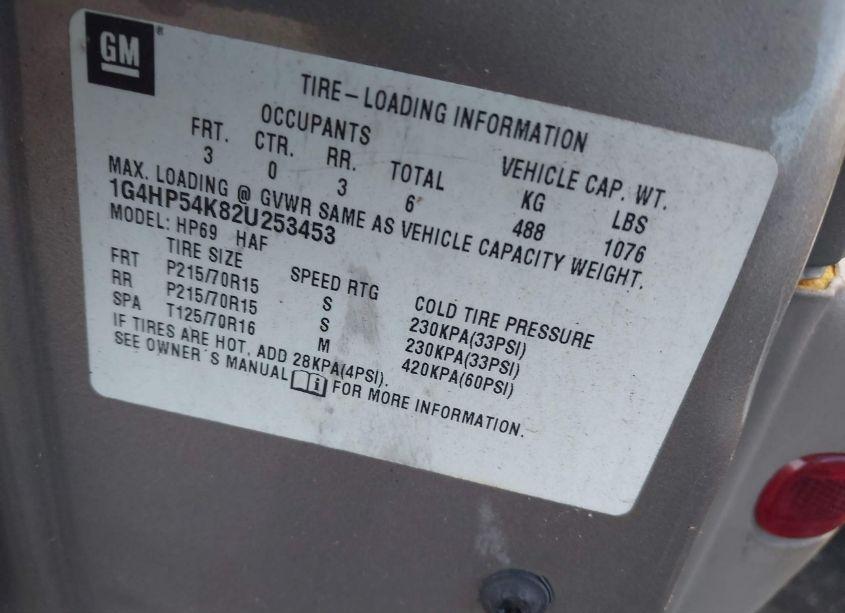 GM
TIRE-LOADING INFORMATION
OCCUPANTS VEHICLE CAP. WT.
FRT. CTR. RR. TOTAL KG LBS
3 0 3 6 488 1076
MAX. LOADING @ GVWR SAME AS VEHICLE CAPACITY WEIGHT.
1G4HP54K82U253453
MODEL: HP69 HAF
TIRE SIZE SPEED RTG COLD TIRE PRESSURE
FRT P215/70R15 S 230KPA(33PSI)
RR P215/70R15 S 230KPA(33PSI)
SPA T125/70R16 M 420KPA(60PSI)
IF TIRES ARE HOT, ADD 28KPA(4PSI).
SEE OWNER'S MANUAL FOR MORE INFORMATION.